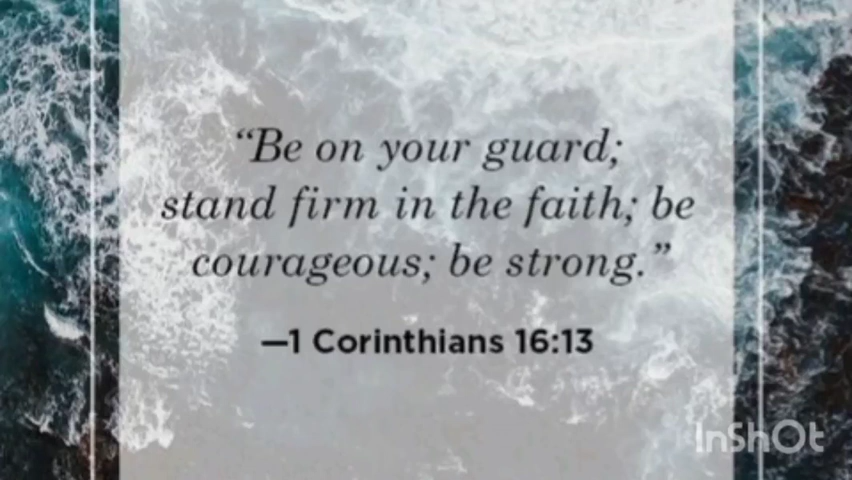 “Be on your guard;
stand firm in the faith; be
courageous; be strong.”
—1 Corinthians 16:13
InShOt